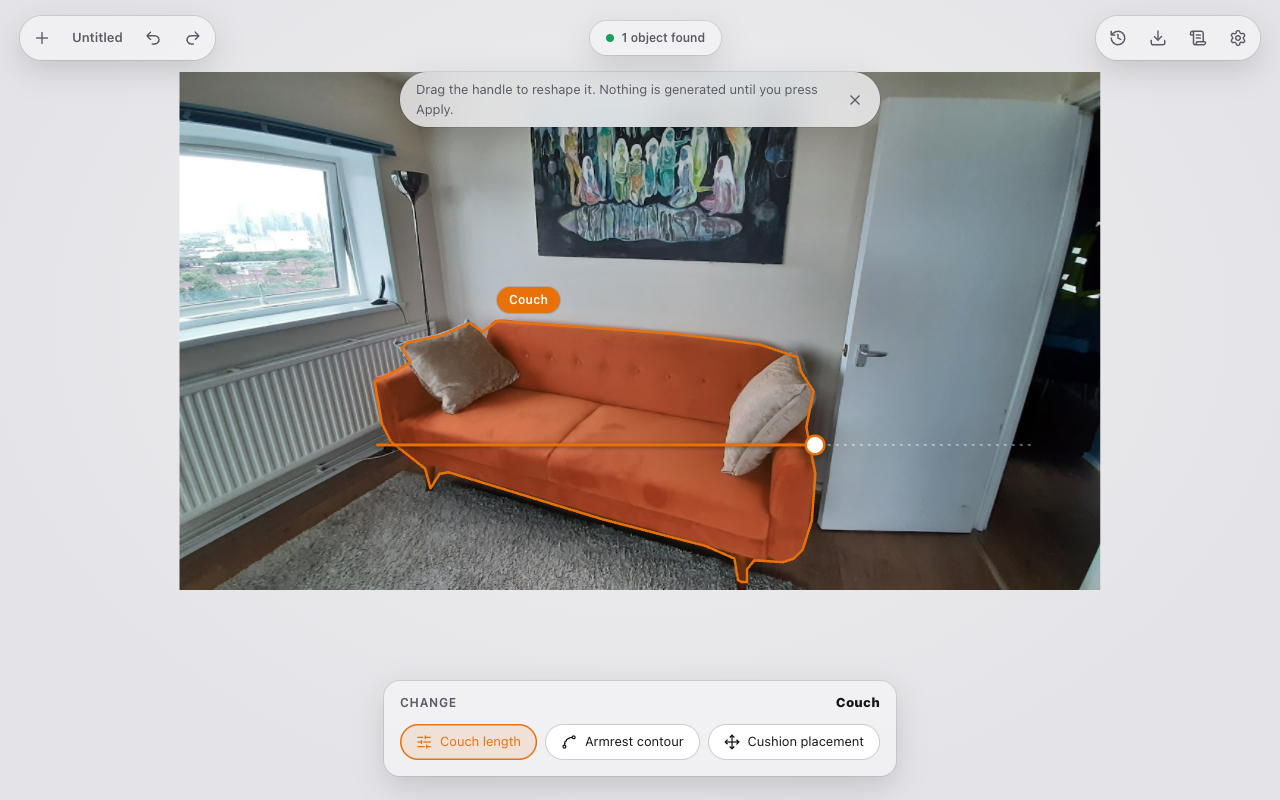 Untitled
1 object found
Drag the handle to reshape it. Nothing is generated until you press
Apply.
Couch
CHANGE
Couch
Couch length
Armrest contour
Cushion placement